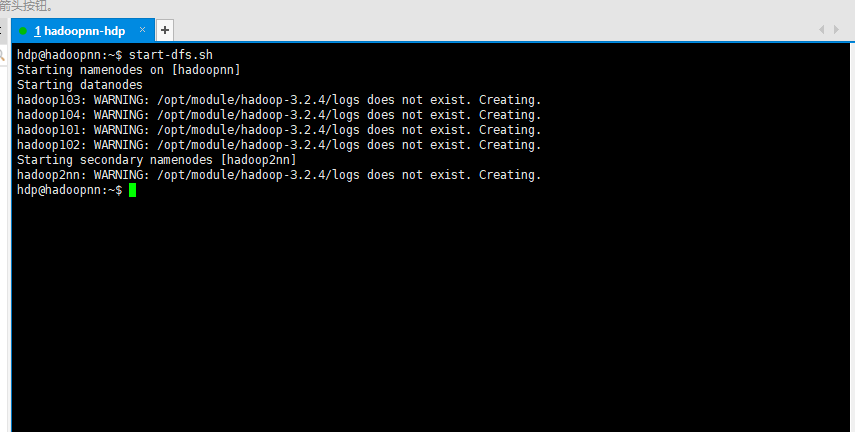 箭头按钮。
1 hadoopnn-hdp × +
hdp@hadoopnn:~$ start-dfs.sh
Starting namenodes on [hadoopnn]
Starting datanodes
hadoop103: WARNING: /opt/module/hadoop-3.2.4/logs does not exist. Creating.
hadoop104: WARNING: /opt/module/hadoop-3.2.4/logs does not exist. Creating.
hadoop101: WARNING: /opt/module/hadoop-3.2.4/logs does not exist. Creating.
hadoop102: WARNING: /opt/module/hadoop-3.2.4/logs does not exist. Creating.
Starting secondary namenodes [hadoop2nn]
hadoop2nn: WARNING: /opt/module/hadoop-3.2.4/logs does not exist. Creating.
hdp@hadoopnn:~$